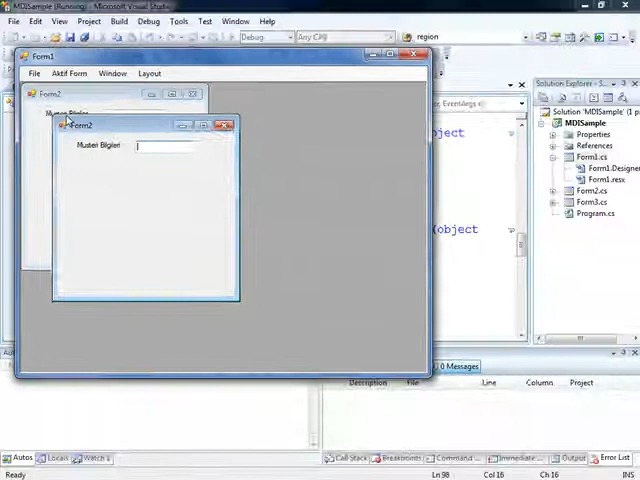 MDISample (Running) - Microsoft Visual Studio
File Edit View Project Build Debug Tools Test Window Help
Debug Any CPU region
Form1
File Aktif Form Window Layout
Form2
Form2
Musteri Bilgileri
EventArgs e)
object
(object
Solution Explorer - S
Solution 'MDISample'
MDISample
Properties
References
Form1.cs
Form1.Designer
Form1.resx
Form2.cs
Form3.cs
Program.cs
0 Messages
Description File Line Column Project
Autos Locals Watch 1
Call Stack Breakpoints Command ... Immediate ... Output Error List
Ready Ln 98 Col 16 Ch 16 INS